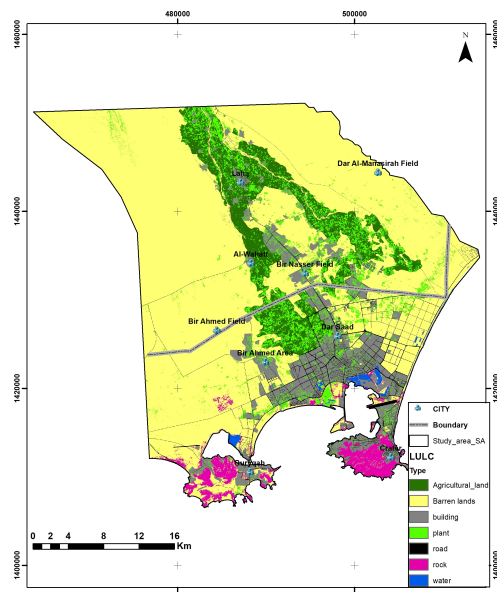 480000
500000
1460000
1460000
N
Dar Al-Manasirah Field
Lahij
1440000
1440000
Al-Wahatt
Bir Nasser Field
Bir Ahmed Field
Dar Saad
Bir Ahmed Area
1420000
1420000
CITY
Boundary
Study_area_SA
LULC
Type
Agricultural_land
Barren lands
building
plant
road
rock
water
Crater
Buryqah
0 2 4 8 12 16
Km
1400000
1400000
480000
500000